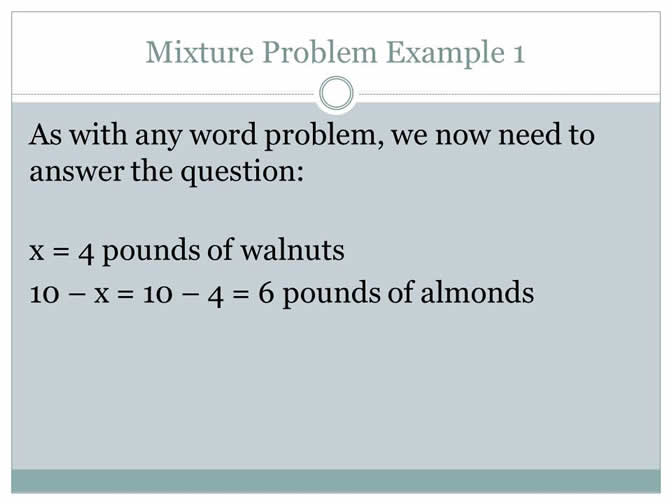 Mixture Problem Example 1
As with any word problem, we now need to
answer the question:
x = 4 pounds of walnuts
10 – x = 10 – 4 = 6 pounds of almonds